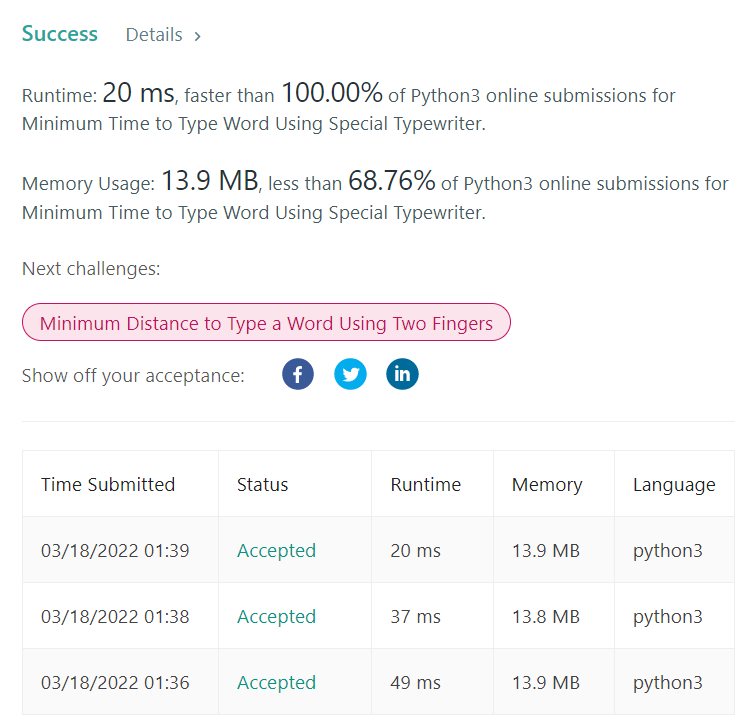 Success Details >
Runtime: 20 ms, faster than 100.00% of Python3 online submissions for
Minimum Time to Type Word Using Special Typewriter.
Memory Usage: 13.9 MB, less than 68.76% of Python3 online submissions for
Minimum Time to Type Word Using Special Typewriter.
Next challenges:
Minimum Distance to Type a Word Using Two Fingers
Show off your acceptance: f in
Time Submitted Status Runtime Memory Language
03/18/2022 01:39 Accepted 20 ms 13.9 MB python3
03/18/2022 01:38 Accepted 37 ms 13.8 MB python3
03/18/2022 01:36 Accepted 49 ms 13.9 MB python3